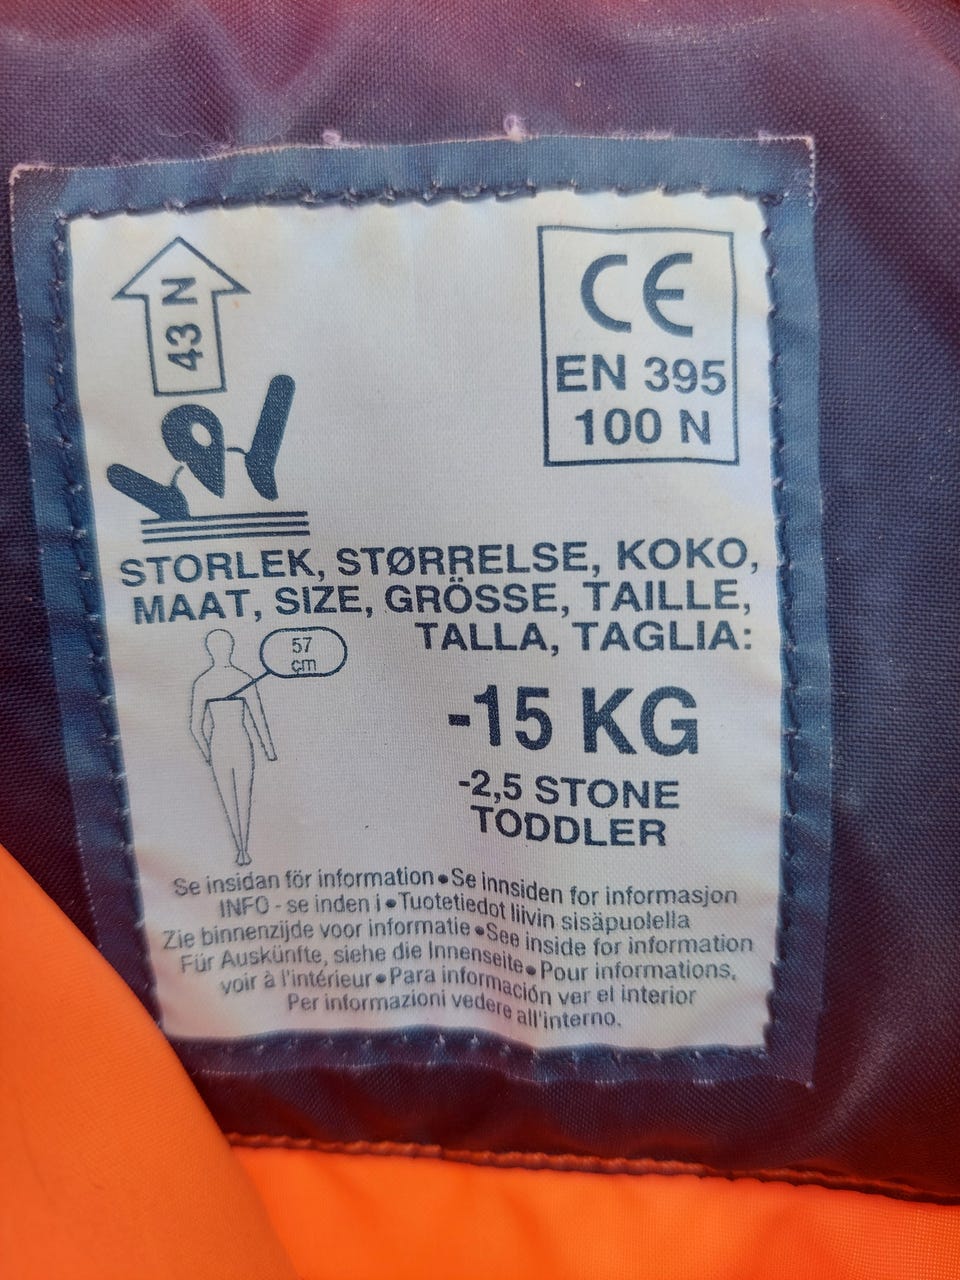 43 N
CE
EN 395
100 N
STORLEK, STØRRELSE, KOKO,
MAAT, SIZE, GRÖSSE, TAILLE,
TALLA, TAGLIA:
57
cm
-15 KG
-2,5 STONE
TODDLER
Se insidan för information • Se innsiden for informasjon
INFO - se inden i • Tuotetiedot liivin sisäpuolella
Zie binnenzijde voor informatie • See inside for information
Für Auskünfte, siehe die Innenseite • Pour informations,
voir à l'intérieur • Para información ver el interior
Per informazioni vedere all'interno.